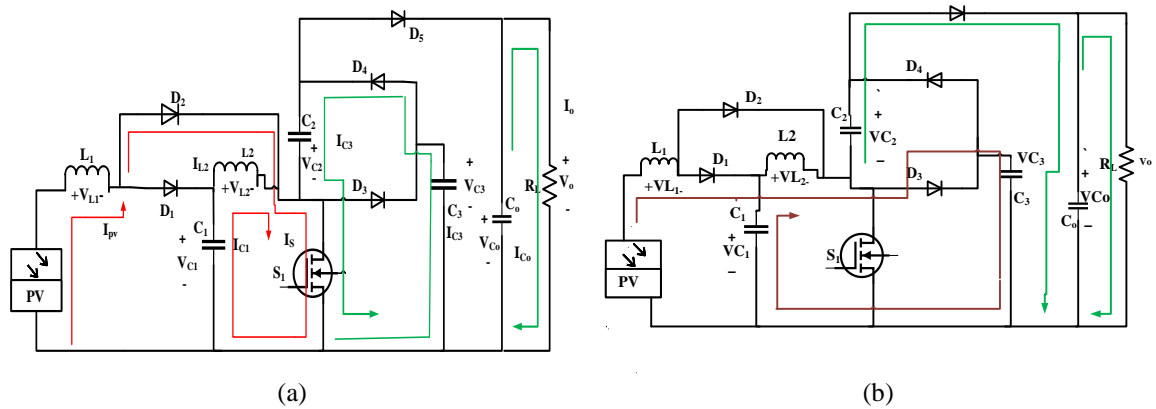 D5
D4
D2
C2
+
VC2
-
IC3
Io
L1
+VL1-
IL2
L2
+VL2-
D1
D3
+
VC3
-
C3
IC3
RL
+
Vo
-
Ipv
C1
+
VC1
-
IC1
IS
S1
Co
+
VCo
-
ICo
PV
(a)
D4
D2
C2
+
VC2
–
L1
+VL1-
D1
L2
+VL2-
D3
VC3
+
-
C3
RL
vo
C1
+
VC1
–
+
VCo
Co
–
S1
PV
(b)